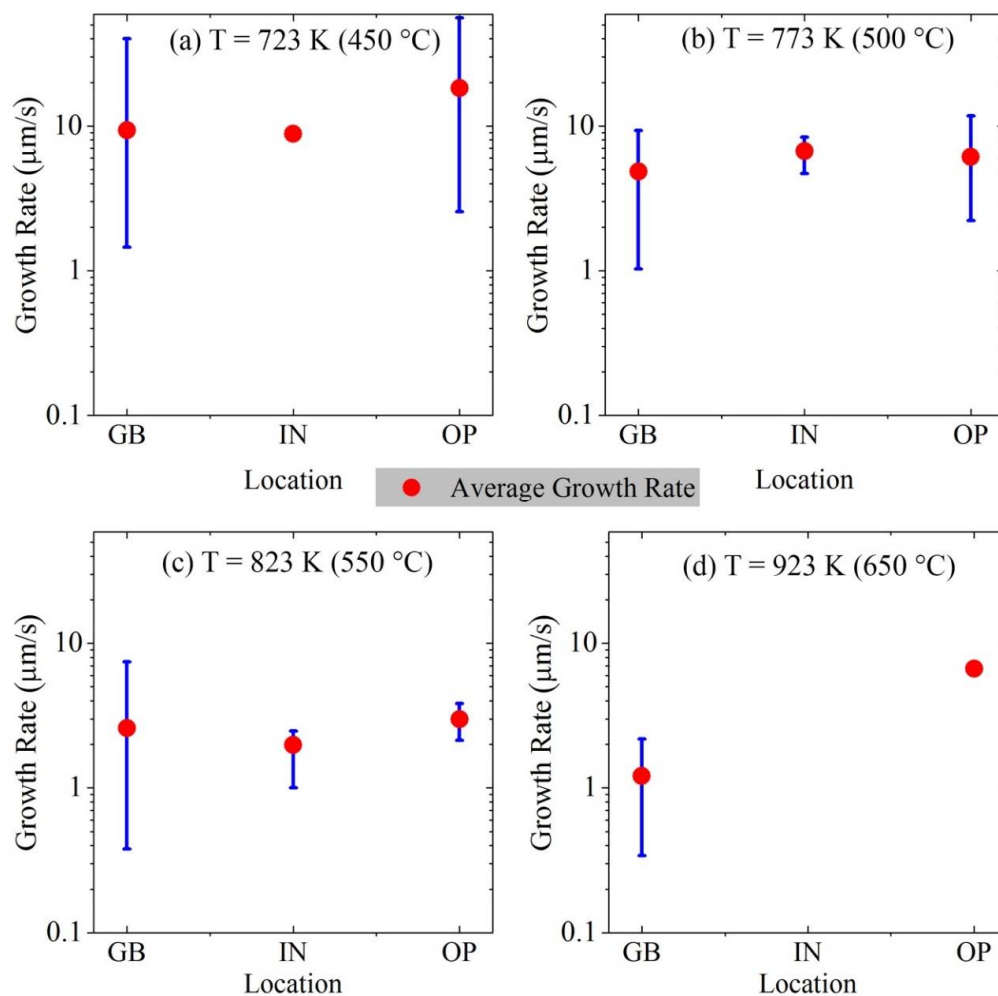 (a) T = 723 K (450 °C)
Growth Rate (μm/s)
10
1
0.1
GB IN OP
Location
(b) T = 773 K (500 °C)
Growth Rate (μm/s)
10
1
0.1
GB IN OP
Location
Average Growth Rate
(c) T = 823 K (550 °C)
Growth Rate (μm/s)
10
1
0.1
GB IN OP
Location
(d) T = 923 K (650 °C)
Growth Rate (μm/s)
10
1
0.1
GB IN OP
Location